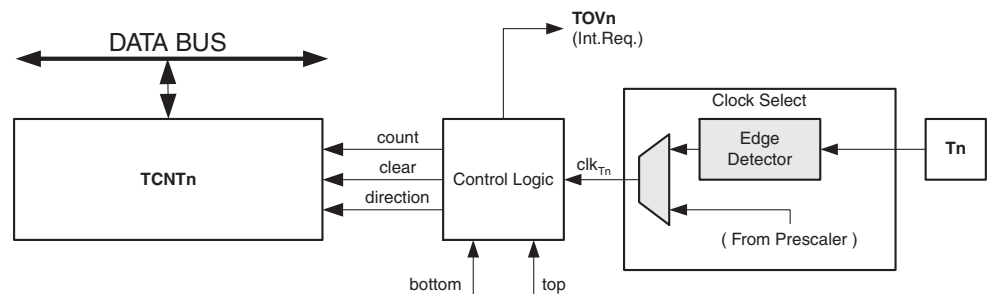 DATA BUS
TOVn
(Int.Req.)
Clock Select
TCNTn
count
clear
direction
Control Logic
clkTn
Edge
Detector
Tn
( From Prescaler )
bottom
top